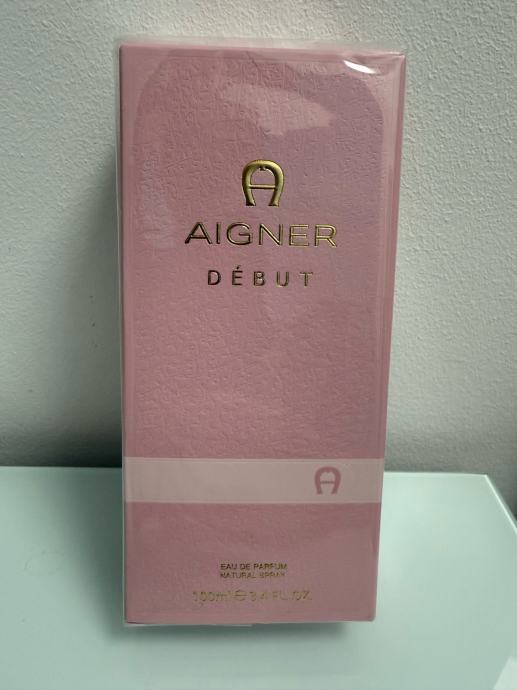 AIGNER
DÉBUT
EAU DE PARFUM
NATURAL SPRAY
100ml ℮ 3.4 FL.OZ.